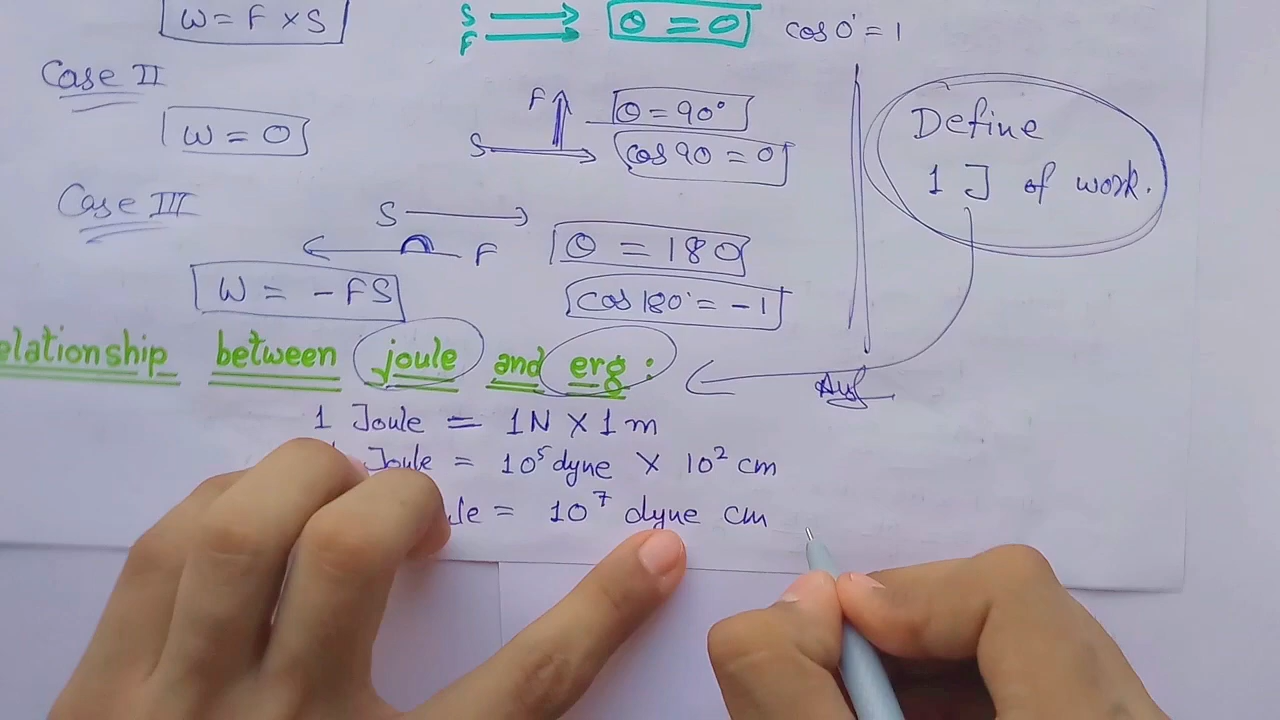 W = F × S
S
F
θ = 0
cos 0° = 1
Case II
W = 0
F
S
θ = 90°
cos 90 = 0
Define
1 J of work.
Case III
S
F
θ = 180
W = -FS
cos 180° = -1
elationship between joule and erg :
Ans
1 Joule = 1N × 1 m
Joule = 10⁵ dyne × 10² cm
le = 10⁷ dyne cm